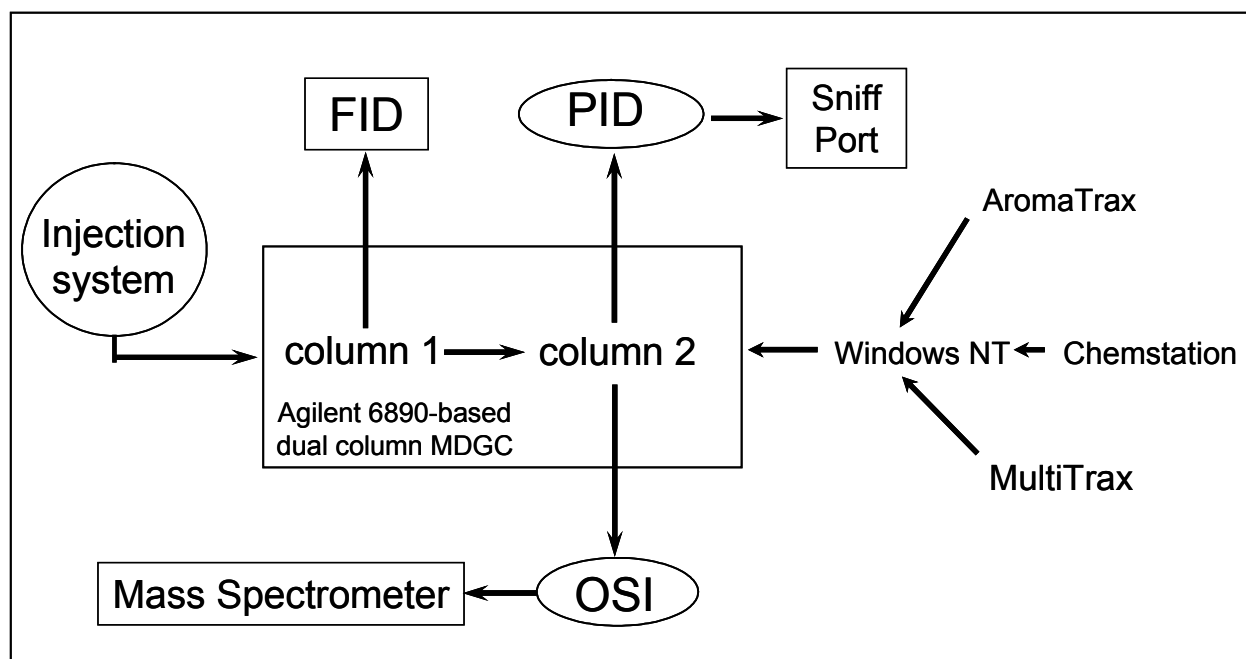 FID
PID
Sniff
Port
Injection
system
AromaTrax
column 1
column 2
Windows NT
Chemstation
Agilent 6890-based
dual column MDGC
MultiTrax
Mass Spectrometer
OSI